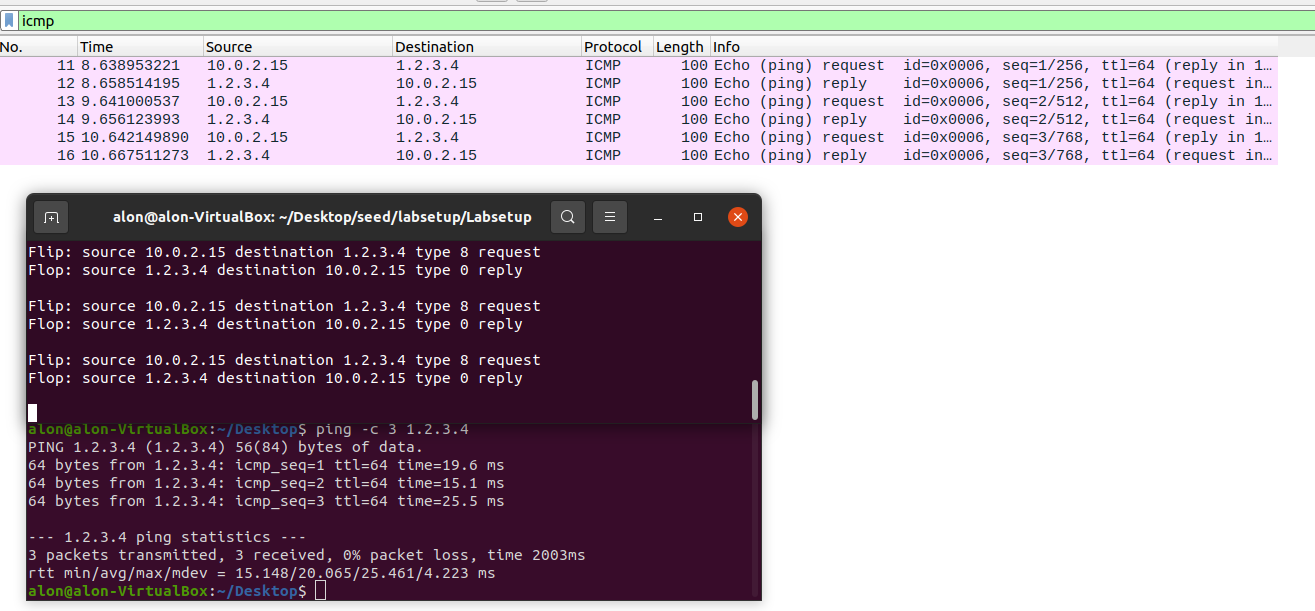 icmp
No. Time Source Destination Protocol Length Info
11 8.638953221 10.0.2.15 1.2.3.4 ICMP 100 Echo (ping) request id=0x0006, seq=1/256, ttl=64 (reply in 1…
12 8.658514195 1.2.3.4 10.0.2.15 ICMP 100 Echo (ping) reply id=0x0006, seq=1/256, ttl=64 (request in…
13 9.641000537 10.0.2.15 1.2.3.4 ICMP 100 Echo (ping) request id=0x0006, seq=2/512, ttl=64 (reply in 1…
14 9.656123993 1.2.3.4 10.0.2.15 ICMP 100 Echo (ping) reply id=0x0006, seq=2/512, ttl=64 (request in…
15 10.642149890 10.0.2.15 1.2.3.4 ICMP 100 Echo (ping) request id=0x0006, seq=3/768, ttl=64 (reply in 1…
16 10.667511273 1.2.3.4 10.0.2.15 ICMP 100 Echo (ping) reply id=0x0006, seq=3/768, ttl=64 (request in…
alon@alon-VirtualBox: ~/Desktop/seed/labsetup/Labsetup
Flip: source 10.0.2.15 destination 1.2.3.4 type 8 request
Flop: source 1.2.3.4 destination 10.0.2.15 type 0 reply
Flip: source 10.0.2.15 destination 1.2.3.4 type 8 request
Flop: source 1.2.3.4 destination 10.0.2.15 type 0 reply
Flip: source 10.0.2.15 destination 1.2.3.4 type 8 request
Flop: source 1.2.3.4 destination 10.0.2.15 type 0 reply
alon@alon-VirtualBox:~/Desktop$ ping -c 3 1.2.3.4
PING 1.2.3.4 (1.2.3.4) 56(84) bytes of data.
64 bytes from 1.2.3.4: icmp_seq=1 ttl=64 time=19.6 ms
64 bytes from 1.2.3.4: icmp_seq=2 ttl=64 time=15.1 ms
64 bytes from 1.2.3.4: icmp_seq=3 ttl=64 time=25.5 ms
--- 1.2.3.4 ping statistics ---
3 packets transmitted, 3 received, 0% packet loss, time 2003ms
rtt min/avg/max/mdev = 15.148/20.065/25.461/4.223 ms
alon@alon-VirtualBox:~/Desktop$